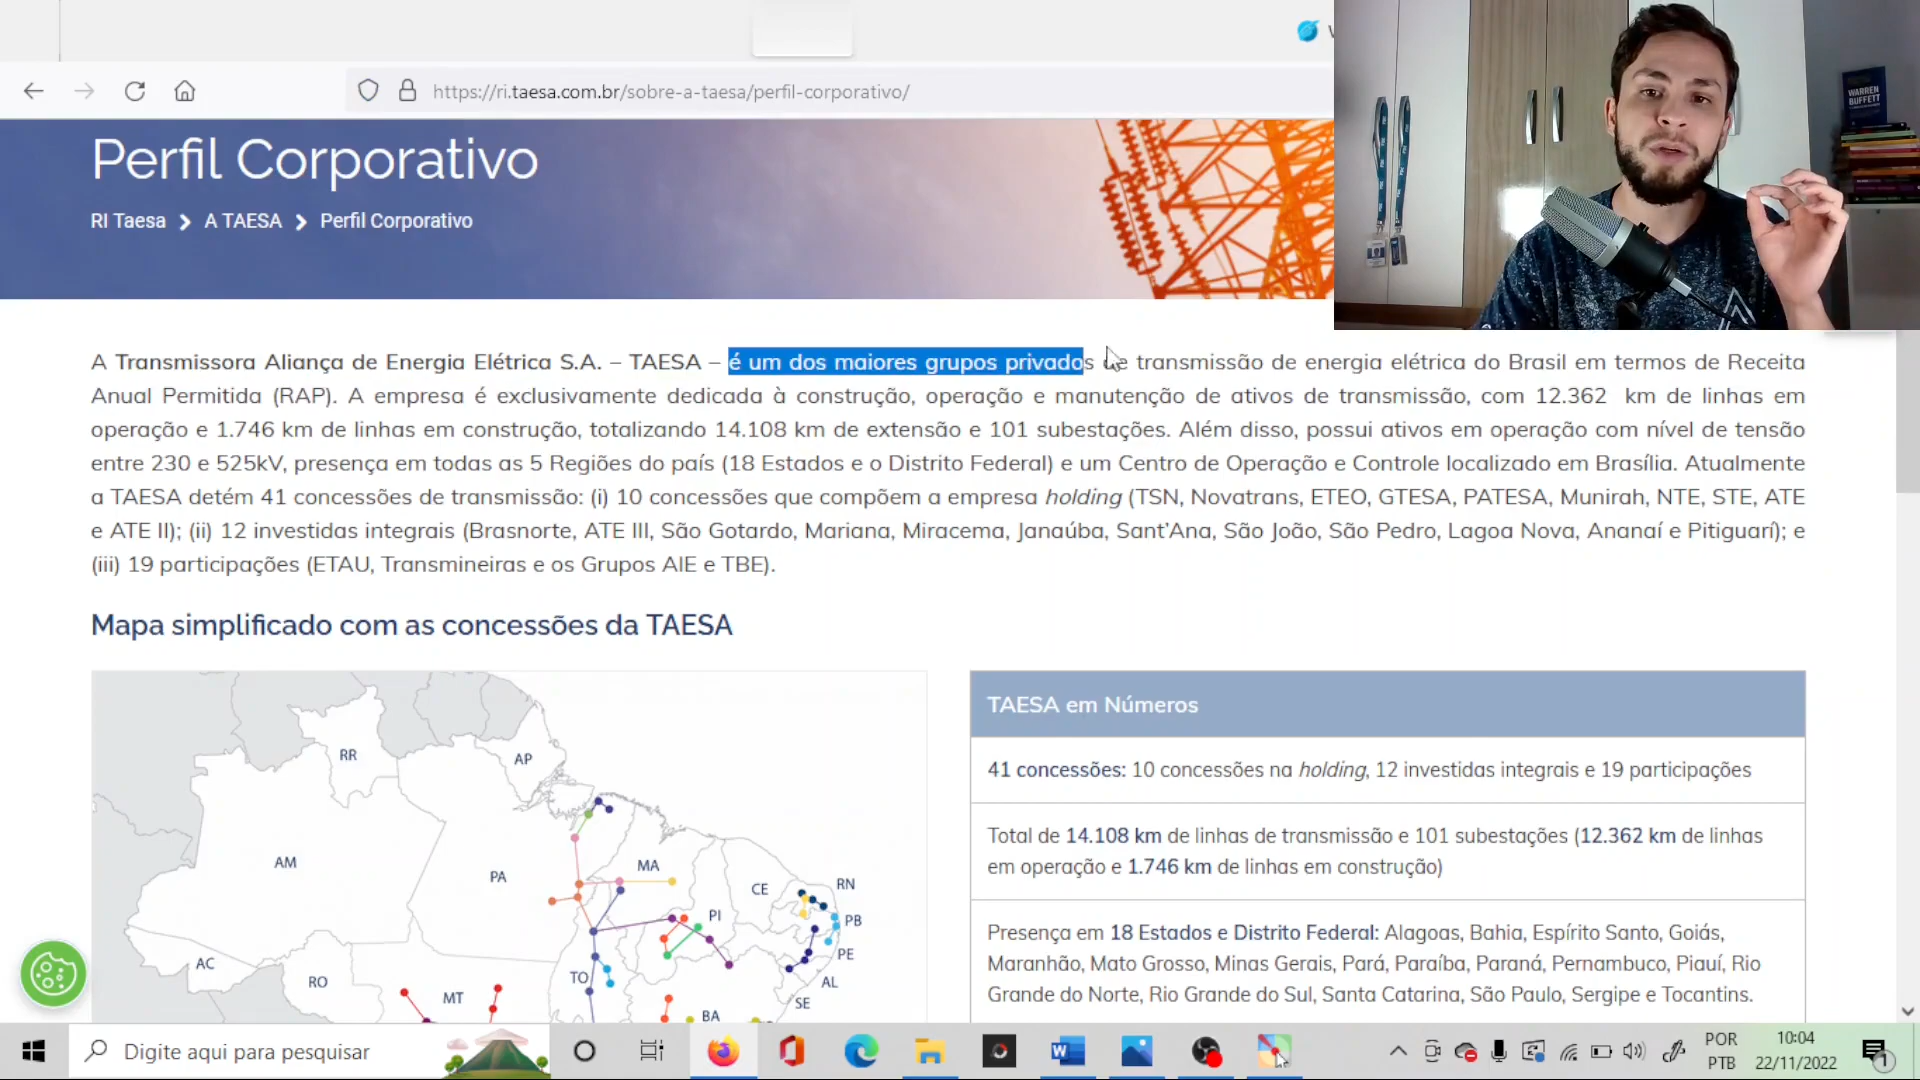 https://ri.taesa.com.br/sobre-a-taesa/perfil-corporativo/
WARREN
BUFFETT
Perfil Corporativo
RI Taesa > A TAESA > Perfil Corporativo
A Transmissora Aliança de Energia Elétrica S.A. – TAESA – é um dos maiores grupos privados de transmissão de energia elétrica do Brasil em termos de Receita
Anual Permitida (RAP). A empresa é exclusivamente dedicada à construção, operação e manutenção de ativos de transmissão, com 12.362 km de linhas em
operação e 1.746 km de linhas em construção, totalizando 14.108 km de extensão e 101 subestações. Além disso, possui ativos em operação com nível de tensão
entre 230 e 525kV, presença em todas as 5 Regiões do país (18 Estados e o Distrito Federal) e um Centro de Operação e Controle localizado em Brasília. Atualmente
a TAESA detém 41 concessões de transmissão: (i) 10 concessões que compõem a empresa holding (TSN, Novatrans, ETEO, GTESA, PATESA, Munirah, NTE, STE, ATE
e ATE II); (ii) 12 investidas integrais (Brasnorte, ATE III, São Gotardo, Mariana, Miracema, Janaúba, Sant'Ana, São João, São Pedro, Lagoa Nova, Ananaí e Pitiguarí); e
(iii) 19 participações (ETAU, Transmineiras e os Grupos AIE e TBE).
Mapa simplificado com as concessões da TAESA
RR
AP
AM
PA
MA
CE
RN
PI
PB
PE
AC
RO
TO
AL
MT
SE
BA
TAESA em Números
41 concessões: 10 concessões na holding, 12 investidas integrais e 19 participações
Total de 14.108 km de linhas de transmissão e 101 subestações (12.362 km de linhas
em operação e 1.746 km de linhas em construção)
Presença em 18 Estados e Distrito Federal: Alagoas, Bahia, Espírito Santo, Goiás,
Maranhão, Mato Grosso, Minas Gerais, Pará, Paraíba, Paraná, Pernambuco, Piauí, Rio
Grande do Norte, Rio Grande do Sul, Santa Catarina, São Paulo, Sergipe e Tocantins.
Digite aqui para pesquisar
POR
PTB
10:04
22/11/2022
1